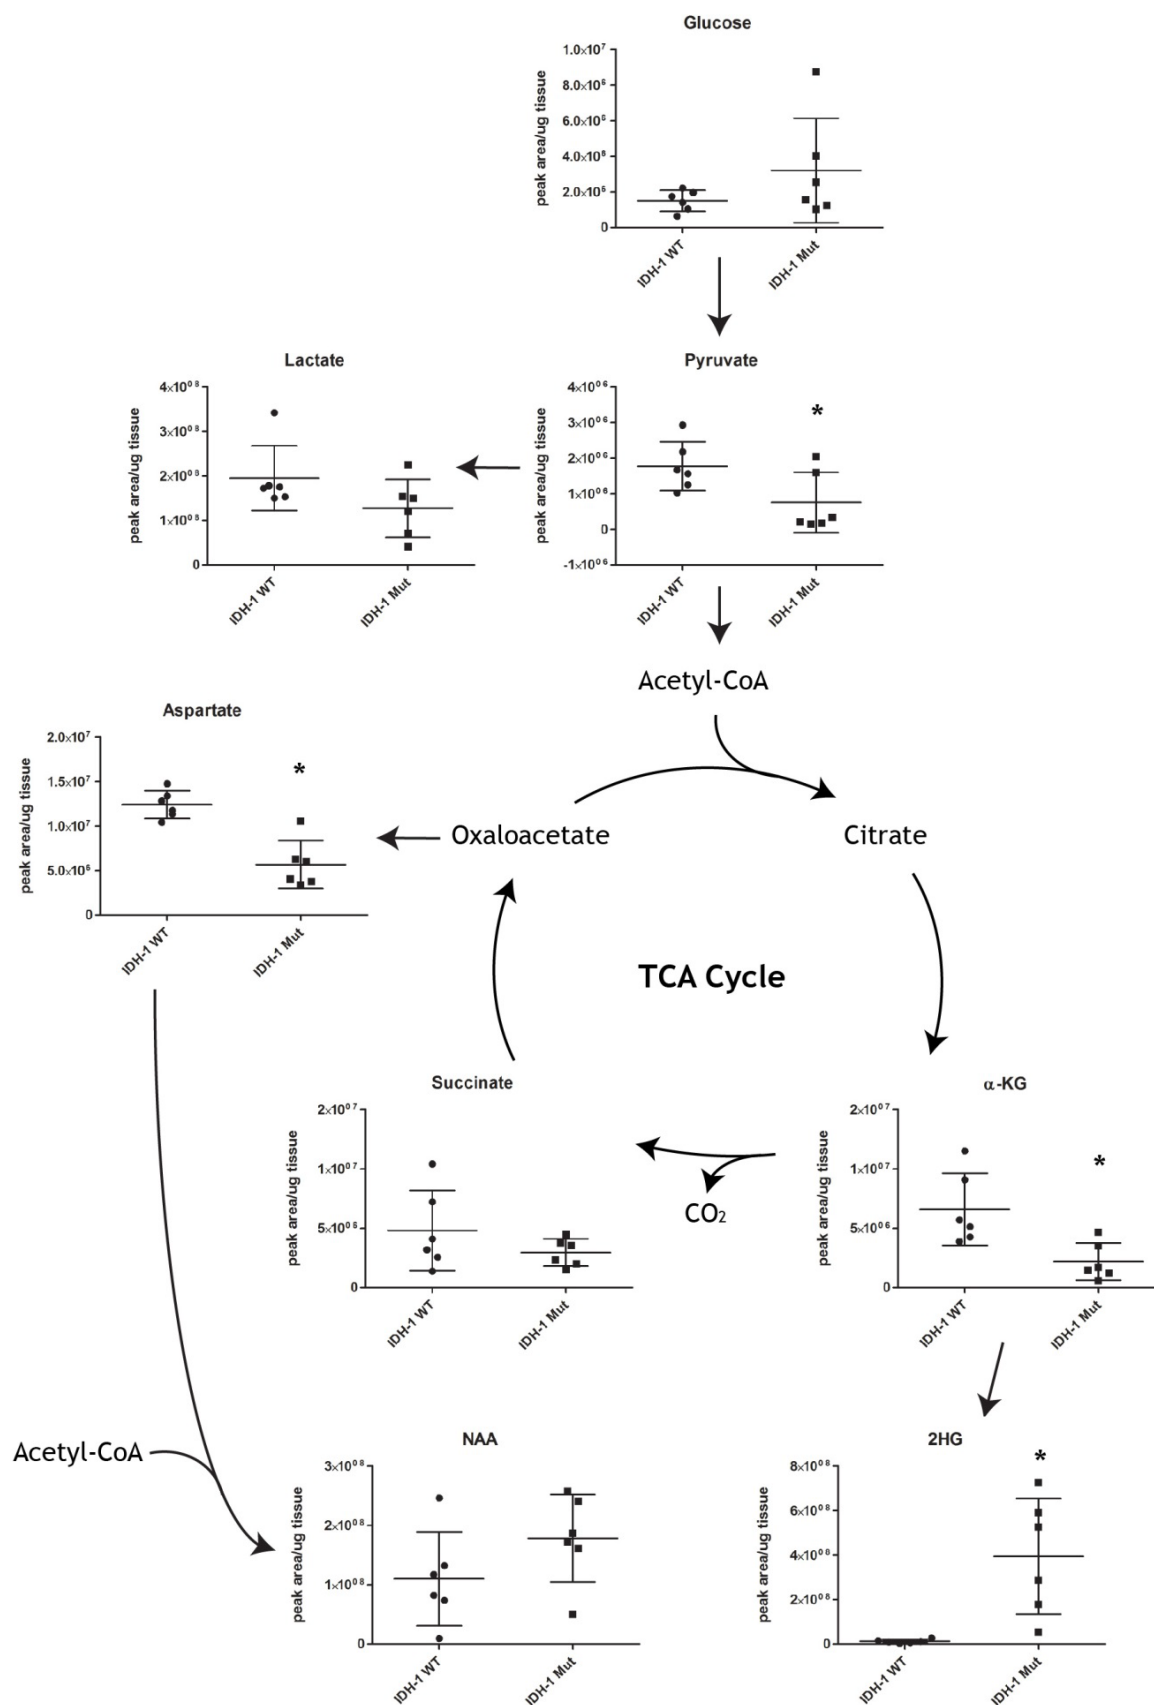 Glucose
peak area/ug tissue
1.0×10⁷
8.0×10⁶
6.0×10⁶
4.0×10⁶
2.0×10⁶
0
IDH-1 WT
IDH-1 Mut
Lactate
peak area/ug tissue
4×10⁰⁸
3×10⁰⁸
2×10⁰⁸
1×10⁰⁸
0
IDH-1 WT
IDH-1 Mut
Pyruvate
peak area/ug tissue
4×10⁰⁶
3×10⁰⁶
2×10⁰⁶
1×10⁰⁶
0
-1×10⁰⁶
*
IDH-1 WT
IDH-1 Mut
Acetyl-CoA
Aspartate
peak area/ug tissue
2.0×10⁷
1.5×10⁷
1.0×10⁷
5.0×10⁶
0
*
IDH-1 WT
IDH-1 Mut
Oxaloacetate
Citrate
TCA Cycle
Succinate
peak area/ug tissue
2×10⁰⁷
1×10⁰⁷
5×10⁰⁶
0
IDH-1 WT
IDH-1 Mut
CO₂
α-KG
peak area/ug tissue
2×10⁰⁷
1×10⁰⁷
5×10⁰⁶
0
*
IDH-1 WT
IDH-1 Mut
Acetyl-CoA
NAA
peak area/ug tissue
3×10⁰⁸
2×10⁰⁸
1×10⁰⁸
0
IDH-1 WT
IDH-1 Mut
2HG
peak area/ug tissue
8×10⁰⁸
6×10⁰⁸
4×10⁰⁸
2×10⁰⁸
0
*
IDH-1 WT
IDH-1 Mut